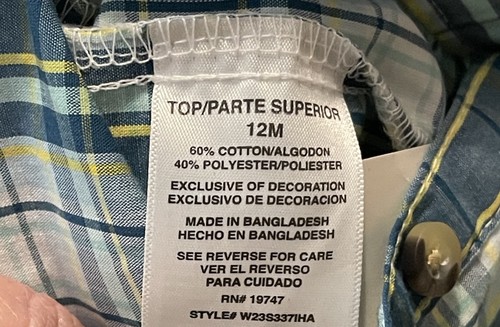 TOP/PARTE SUPERIOR
12M
60% COTTON/ALGODON
40% POLYESTER/POLIESTER
EXCLUSIVE OF DECORATION
EXCLUSIVO DE DECORACION
MADE IN BANGLADESH
HECHO EN BANGLADESH
SEE REVERSE FOR CARE
VER EL REVERSO
PARA CUIDADO
RN# 19747
STYLE# W23S337IHA